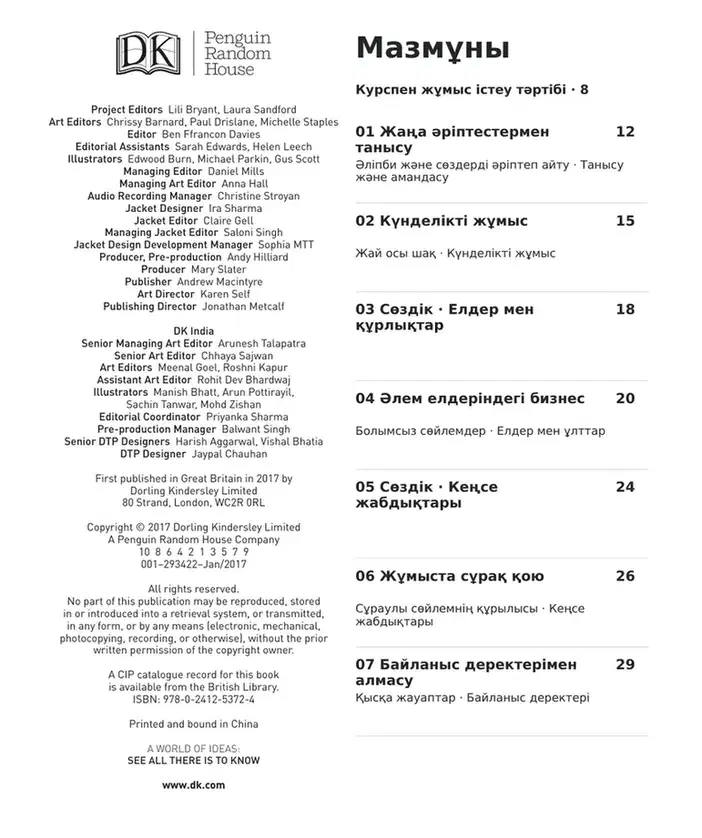 DK
Penguin
Random
House
Project Editors Lili Bryant, Laura Sandford
Art Editors Chrissy Barnard, Paul Drislane, Michelle Staples
Editor Ben Ffrancon Davies
Editorial Assistants Sarah Edwards, Helen Leech
Illustrators Edwood Burn, Michael Parkin, Gus Scott
Managing Editor Daniel Mills
Managing Art Editor Anna Hall
Audio Recording Manager Christine Stroyan
Jacket Designer Ira Sharma
Jacket Editor Claire Gell
Managing Jacket Editor Saloni Singh
Jacket Design Development Manager Sophia MTT
Producer, Pre-production Andy Hilliard
Producer Mary Slater
Publisher Andrew Macintyre
Art Director Karen Self
Publishing Director Jonathan Metcalf
DK India
Senior Managing Art Editor Arunesh Talapatra
Senior Art Editor Chhaya Sajwan
Art Editors Meenal Goel, Roshni Kapur
Assistant Art Editor Rohit Dev Bhardwaj
Illustrators Manish Bhatt, Arun Pottirayil,
Sachin Tanwar, Mohd Zishan
Editorial Coordinator Priyanka Sharma
Pre-production Manager Balwant Singh
Senior DTP Designers Harish Aggarwal, Vishal Bhatia
DTP Designer Jaypal Chauhan
First published in Great Britain in 2017 by
Dorling Kindersley Limited
80 Strand, London, WC2R 0RL
Copyright © 2017 Dorling Kindersley Limited
A Penguin Random House Company
10 8 6 4 2 1 3 5 7 9
001–293422–Jan/2017
All rights reserved.
No part of this publication may be reproduced, stored
in or introduced into a retrieval system, or transmitted,
in any form, or by any means (electronic, mechanical,
photocopying, recording, or otherwise), without the prior
written permission of the copyright owner.
A CIP catalogue record for this book
is available from the British Library.
ISBN: 978-0-2412-5372-4
Printed and bound in China
A WORLD OF IDEAS:
SEE ALL THERE IS TO KNOW
www.dk.com
Мазмұны
Курспен жұмыс істеу тәртібі · 8
01 Жаңа әріптестермен 12
танысу
Әліпби және сөздерді әріптеп айту · Танысу
және амандасу
02 Күнделікті жұмыс 15
Жай осы шақ · Күнделікті жұмыс
03 Сөздік · Елдер мен 18
құрлықтар
04 Әлем елдеріндегі бизнес 20
Болымсыз сөйлемдер · Елдер мен ұлттар
05 Сөздік · Кеңсе 24
жабдықтары
06 Жұмыста сұрақ қою 26
Сұраулы сөйлемнің құрылысы · Кеңсе
жабдықтары
07 Байланыс деректерімен 29
алмасу
Қысқа жауаптар · Байланыс деректері